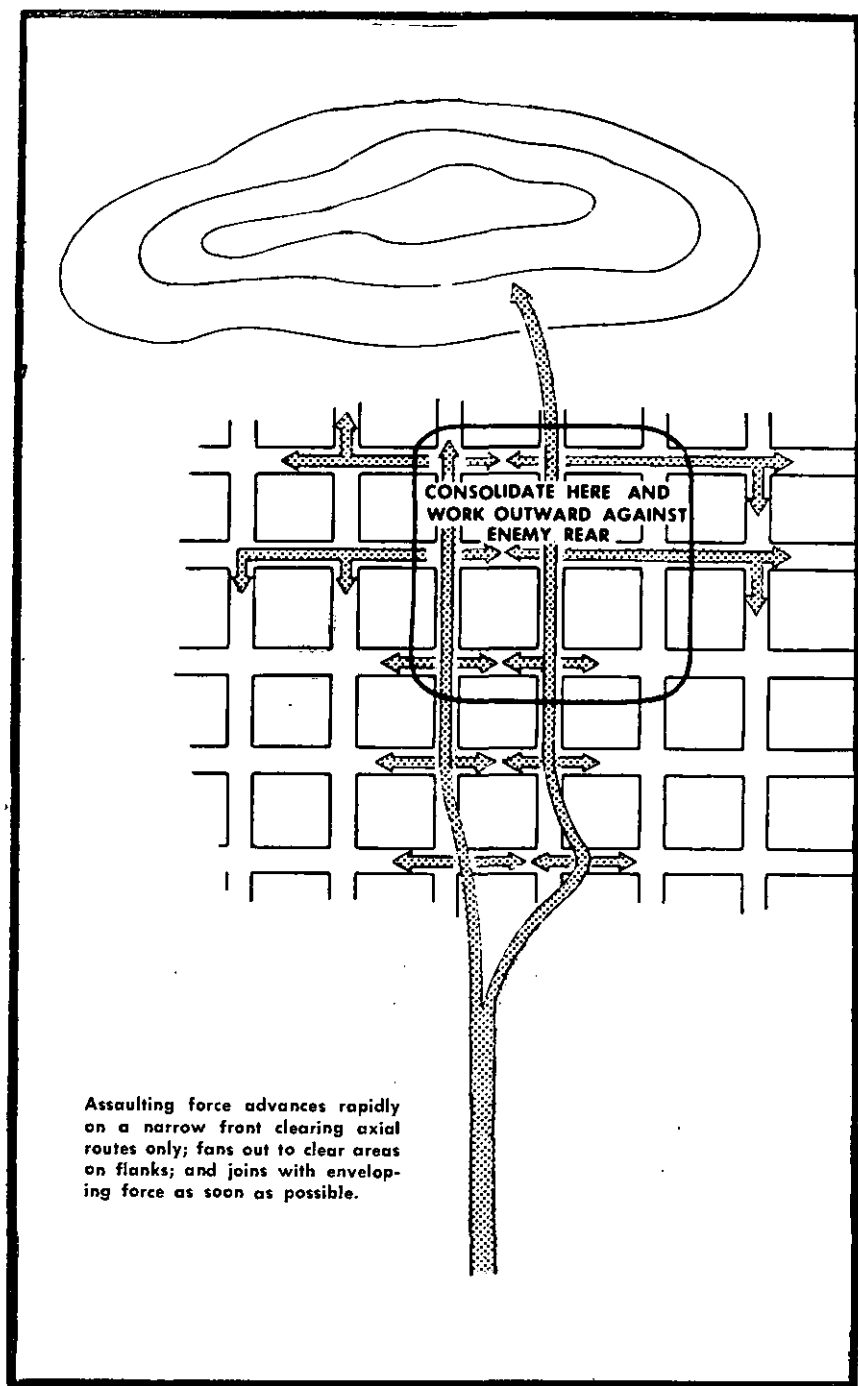 CONSOLIDATE HERE AND
WORK OUTWARD AGAINST
ENEMY REAR
Assaulting force advances rapidly
on a narrow front clearing axial
routes only; fans out to clear areas
on flanks; and joins with envelop-
ing force as soon as possible.